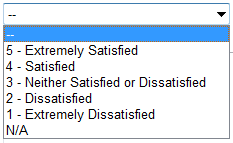 --
--
5 - Extremely Satisfied
4 - Satisfied
3 - Neither Satisfied or Dissatisfied
2 - Dissatisfied
1 - Extremely Dissatisfied
N/A